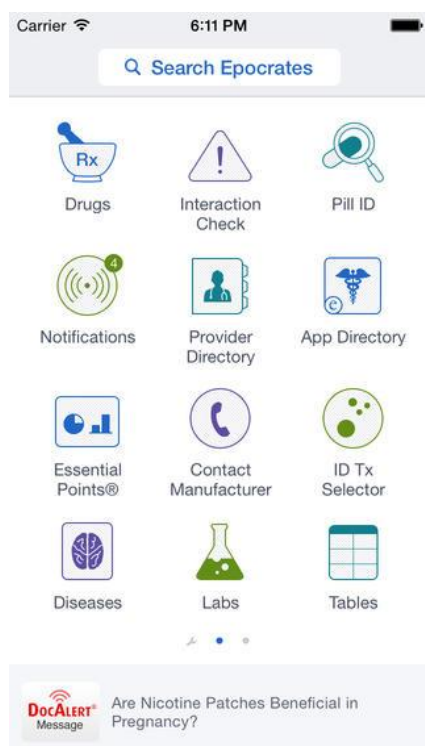 Carrier 6:11 PM
Search Epocrates
Rx
!
4
Drugs
Interaction
Check
Pill ID
Notifications
Provider
Directory
e
App Directory
Essential
Points®
Contact
Manufacturer
ID Tx
Selector
Diseases
Labs
Tables
DOCALERT®
Message
Are Nicotine Patches Beneficial in
Pregnancy?